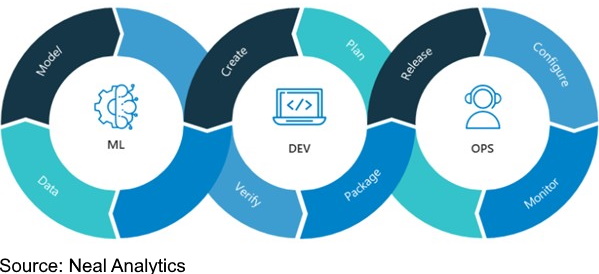 Model
Data
ML
Create
Plan
Verify
Package
DEV
Release
Configure
Monitor
OPS
Source: Neal Analytics